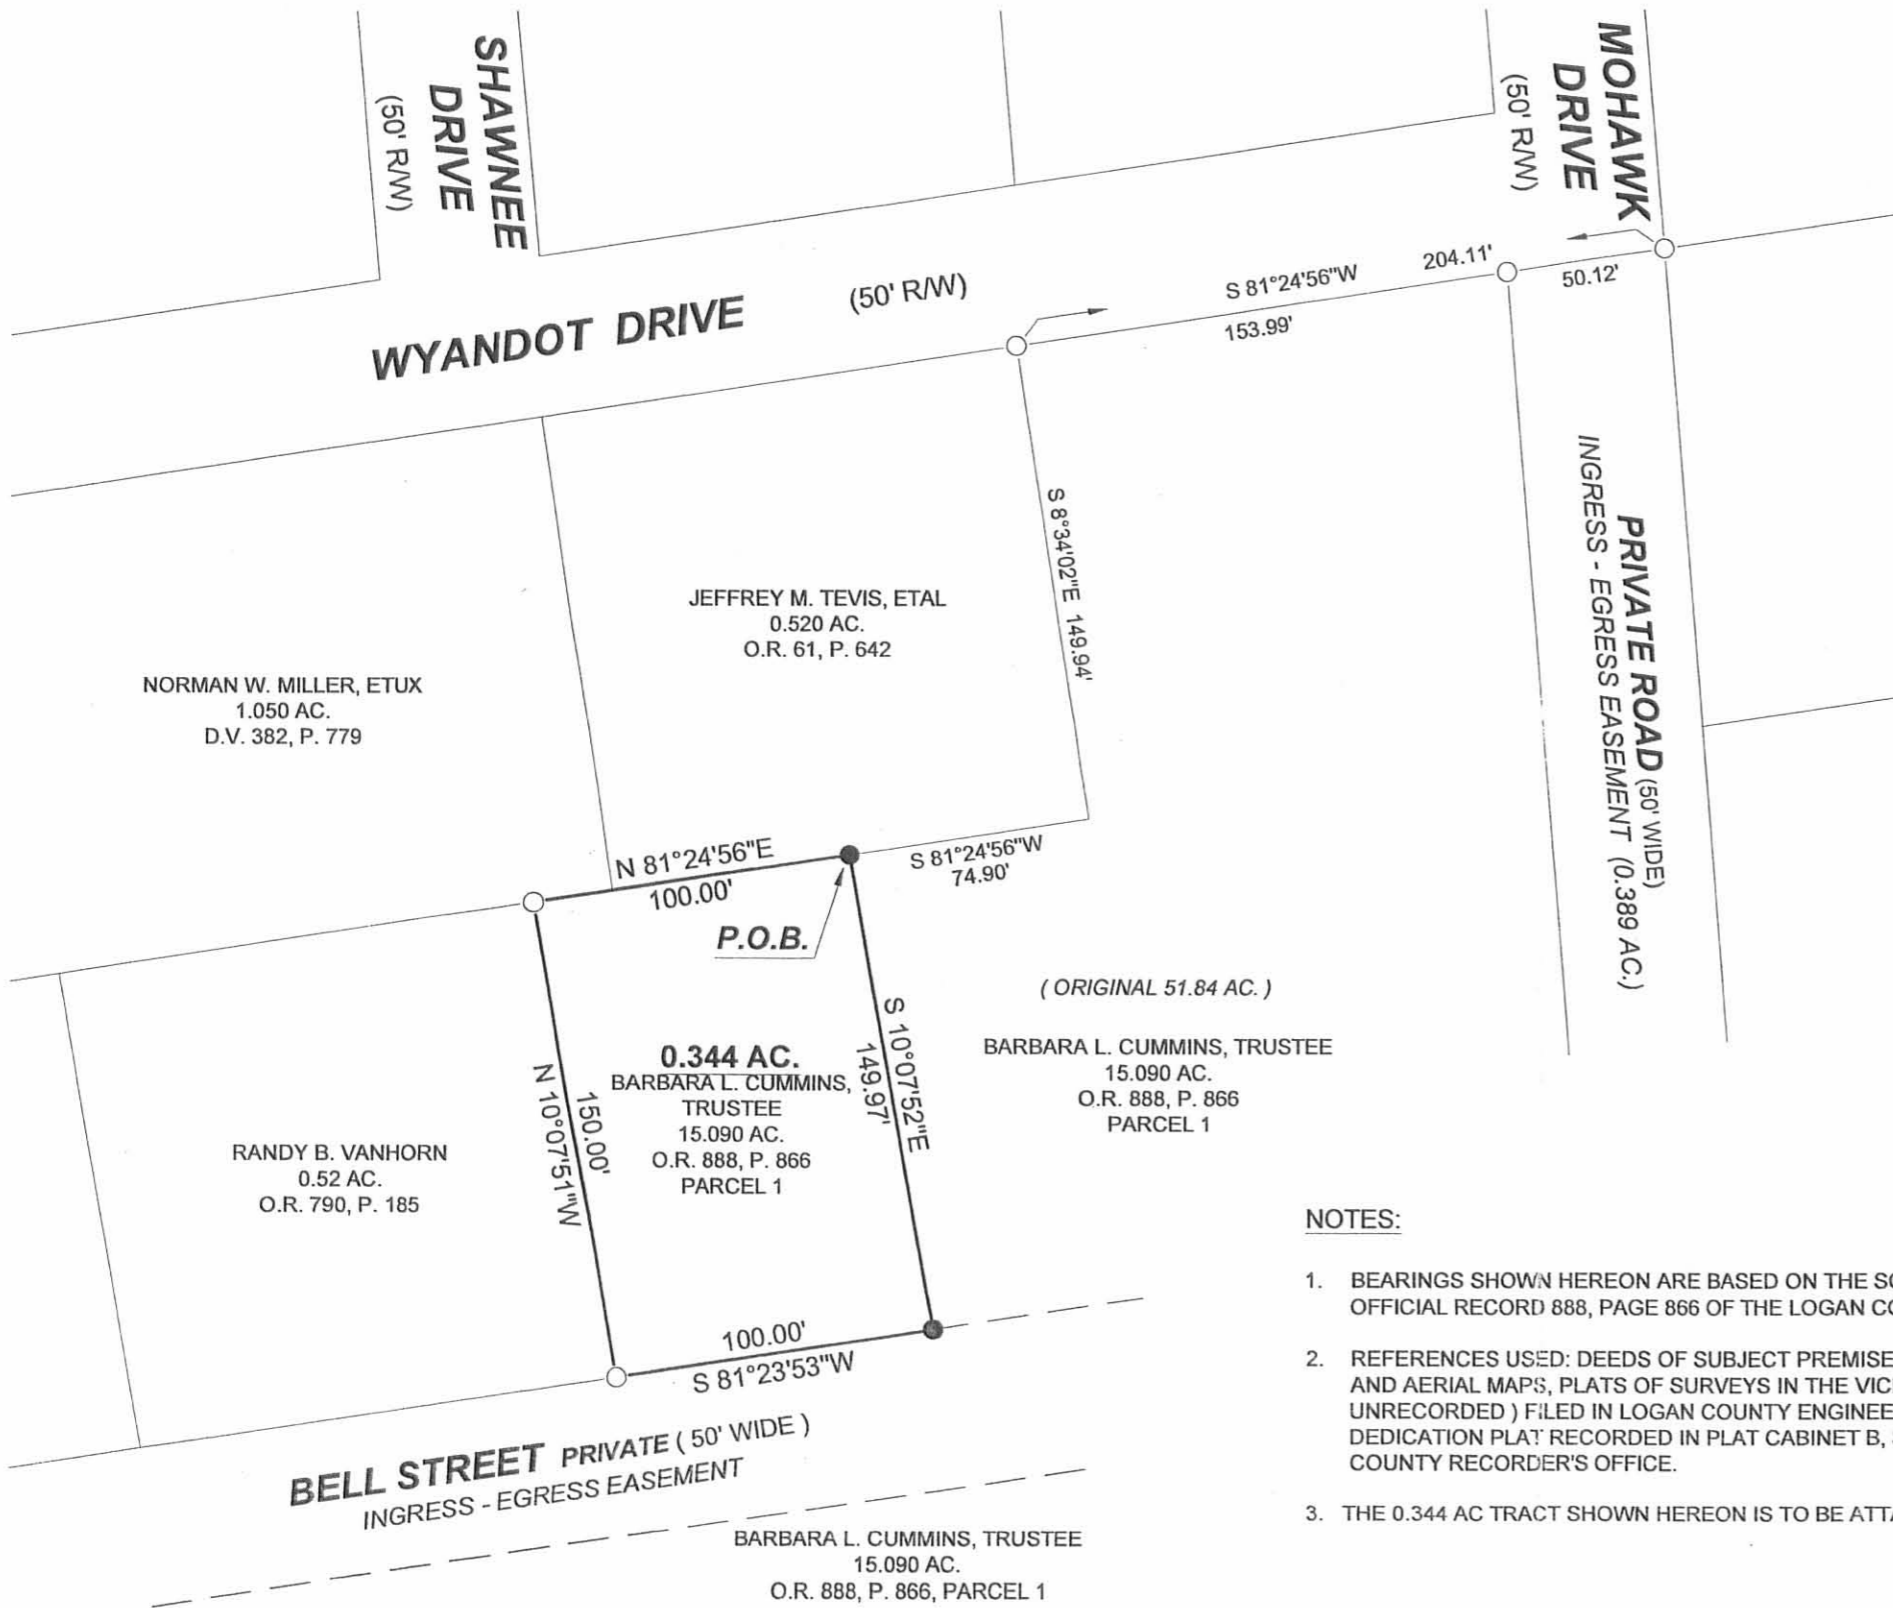 SHAWNEE
DRIVE
(50' R/W)
MOHAWK
DRIVE
(50' R/W)
WYANDOT DRIVE (50' R/W)
S 81°24'56"W
204.11'
153.99'
50.12'
S 8°34'02"E 149.94'
PRIVATE ROAD (50' WIDE)
INGRESS - EGRESS EASEMENT (0.389 AC.)
JEFFREY M. TEVIS, ETAL
0.520 AC.
O.R. 61, P. 642
NORMAN W. MILLER, ETUX
1.050 AC.
D.V. 382, P. 779
N 81°24'56"E
100.00'
S 81°24'56"W
74.90'
P.O.B.
( ORIGINAL 51.84 AC. )
BARBARA L. CUMMINS, TRUSTEE
15.090 AC.
O.R. 888, P. 866
PARCEL 1
0.344 AC.
BARBARA L. CUMMINS,
TRUSTEE
15.090 AC.
O.R. 888, P. 866
PARCEL 1
S 10°07'52"E
149.97'
150.00'
N 10°07'51"W
RANDY B. VANHORN
0.52 AC.
O.R. 790, P. 185
100.00'
S 81°23'53"W
BELL STREET PRIVATE ( 50' WIDE )
INGRESS - EGRESS EASEMENT
BARBARA L. CUMMINS, TRUSTEE
15.090 AC.
O.R. 888, P. 866, PARCEL 1
NOTES:
1. BEARINGS SHOWN HEREON ARE BASED ON THE
OFFICIAL RECORD 888, PAGE 866 OF THE LOGAN
2. REFERENCES USED: DEEDS OF SUBJECT PREMISE
AND AERIAL MAPS, PLATS OF SURVEYS IN THE VIC
UNRECORDED ) FILED IN LOGAN COUNTY ENGINEE
DEDICATION PLAT RECORDED IN PLAT CABINET B,
COUNTY RECORDER'S OFFICE.
3. THE 0.344 AC TRACT SHOWN HEREON IS TO BE